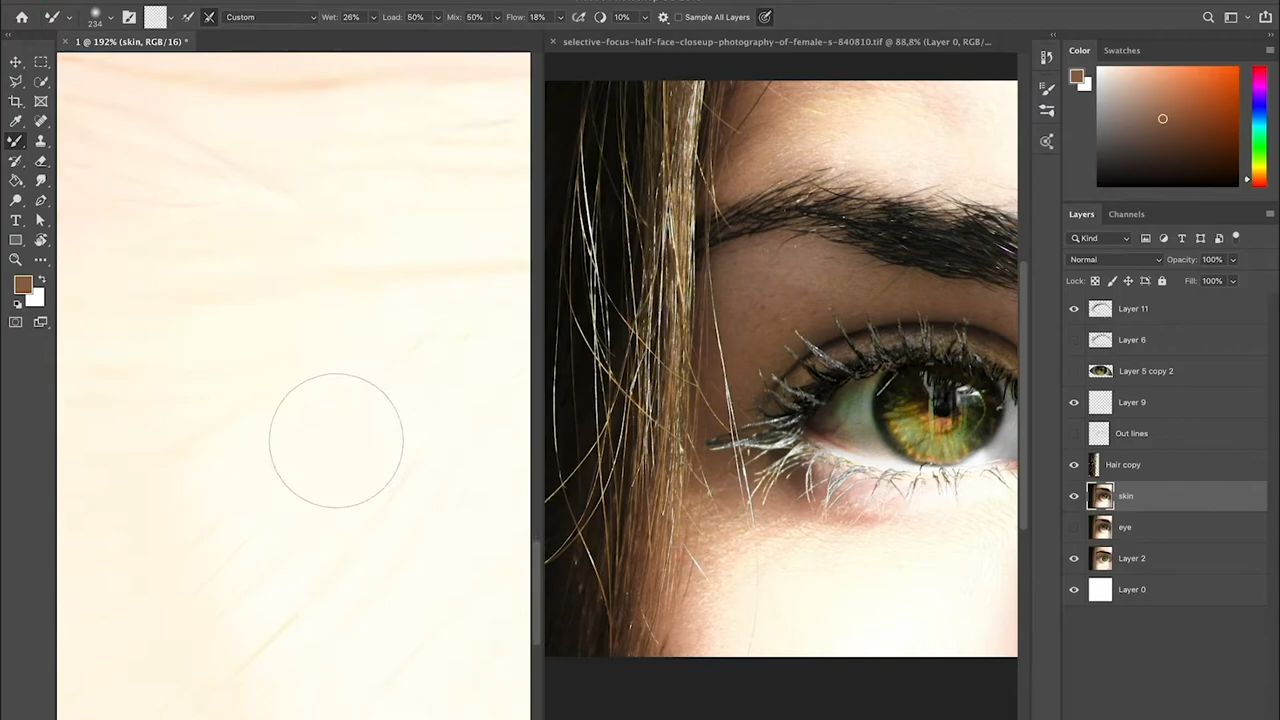 234
Custom
Wet: 26%
Load: 50%
Mix: 50%
Flow: 18%
10%
Sample All Layers
1 @ 192% (skin, RGB/16) *
selective-focus-half-face-closeup-photography-of-female-s-840810.tif @ 88,8% (Layer 0, RGB/...
Color
Swatches
Layers
Channels
Kind
Normal
Opacity: 100%
Lock:
Fill: 100%
Layer 11
Layer 6
Layer 5 copy 2
Layer 9
Out lines
Hair copy
skin
eye
Layer 2
Layer 0